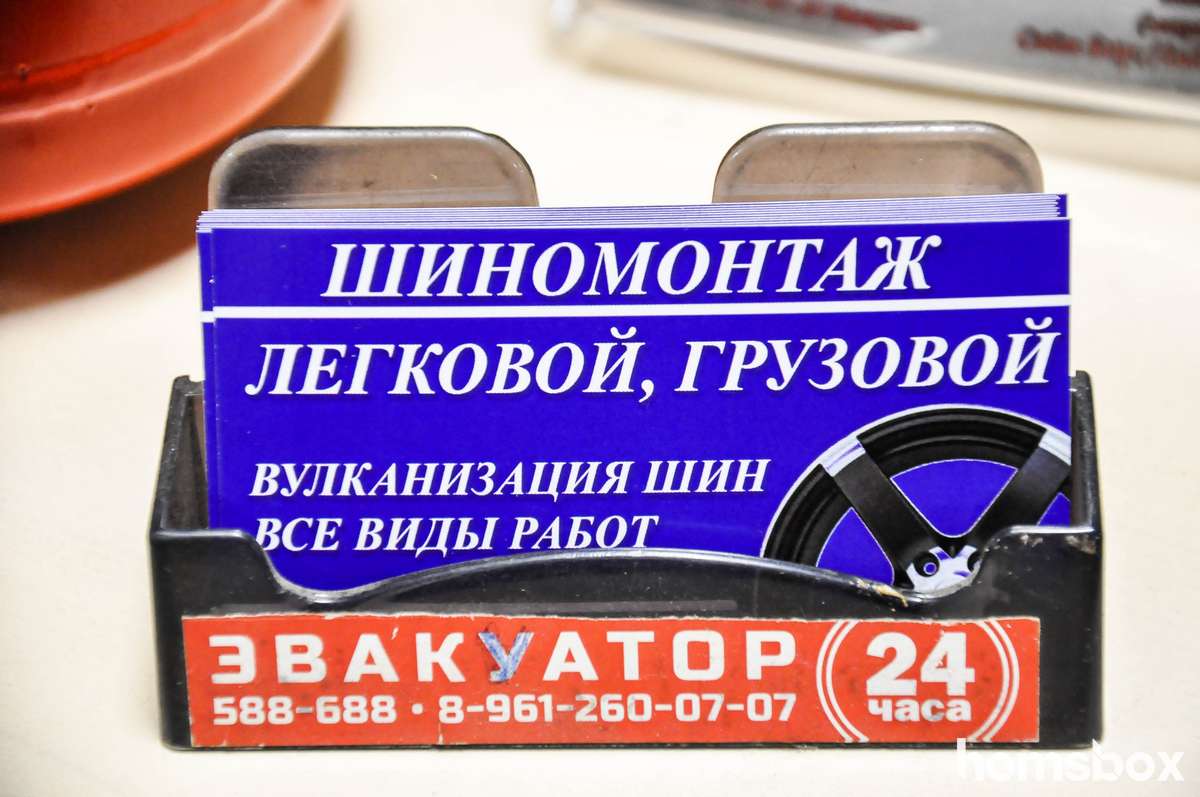 ШИНОМОНТАЖ
ЛЕГКОВОЙ, ГРУЗОВОЙ
ВУЛКАНИЗАЦИЯ ШИН
ВСЕ ВИДЫ РАБОТ
ЭВАКУАТОР
588-688 • 8-961-260-07-07
24
часа
homsbox